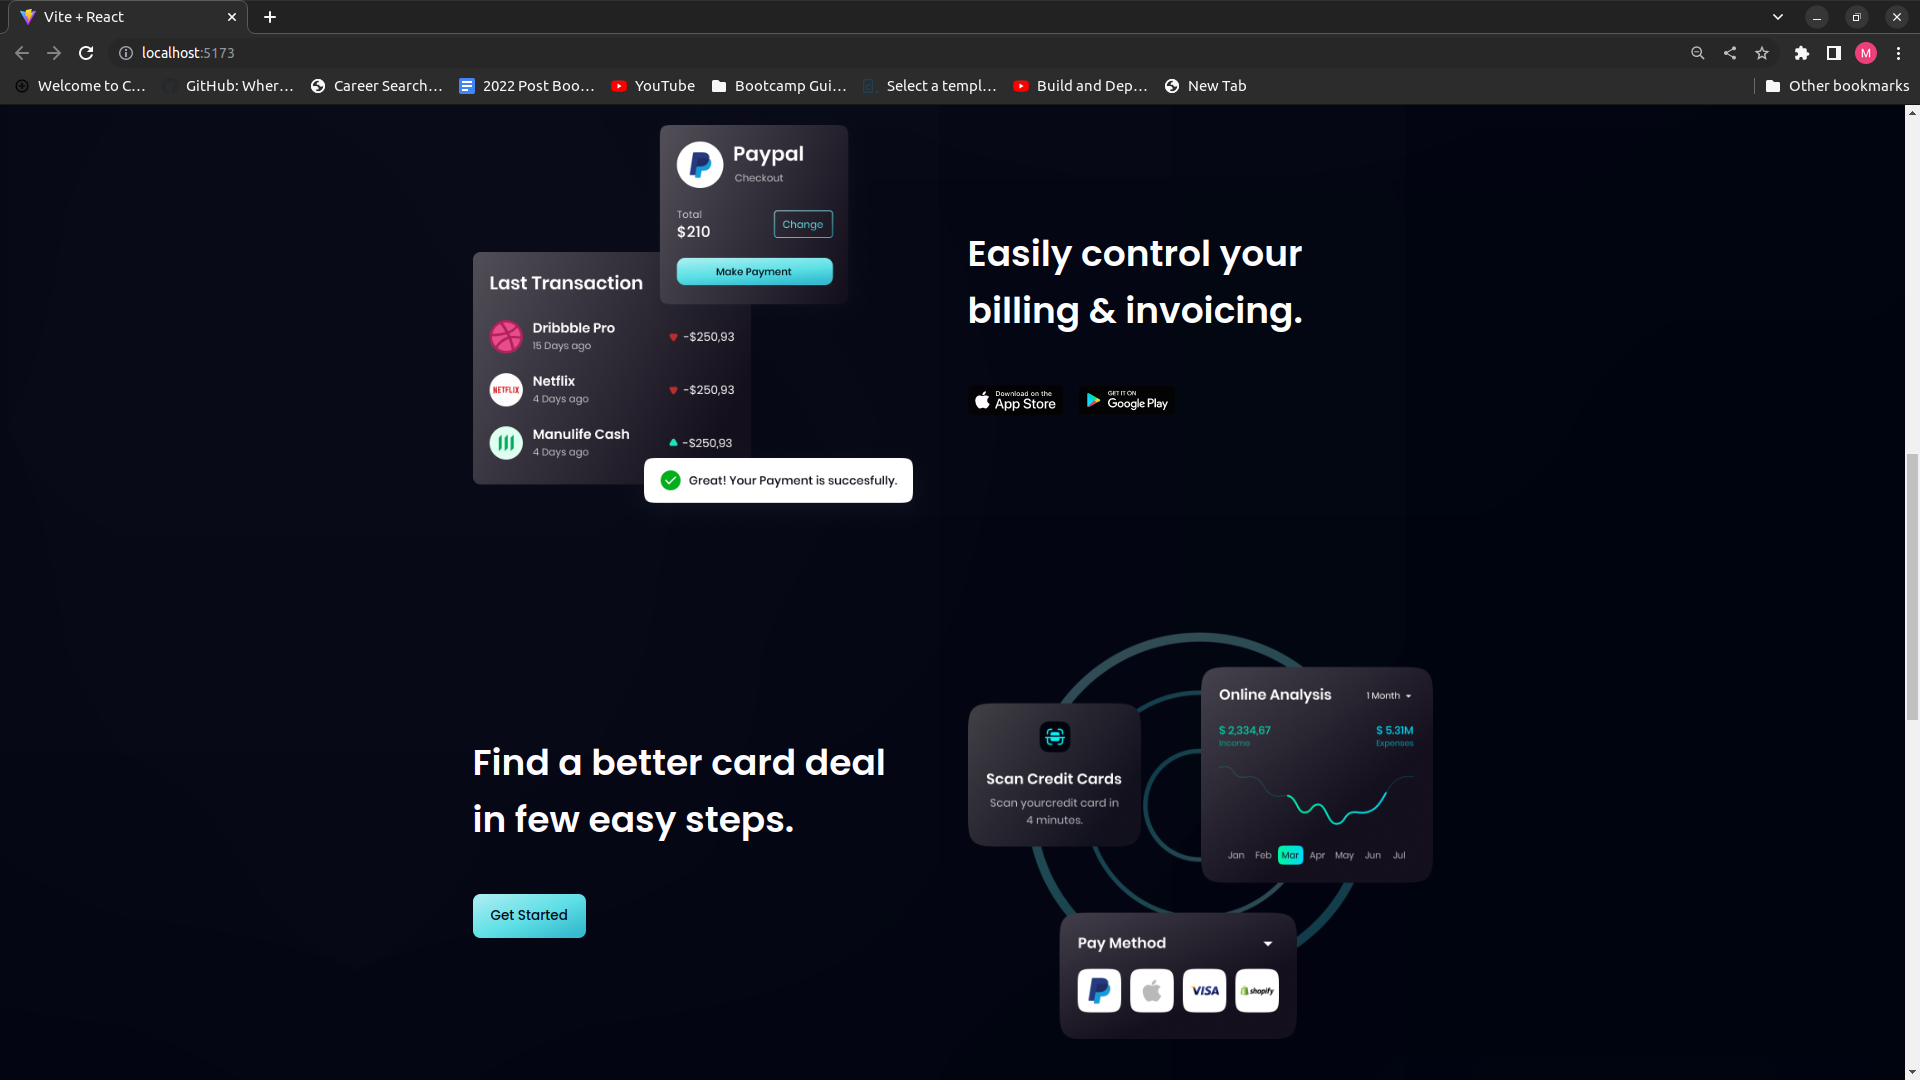 Vite + React
localhost:5173
M
Welcome to C...
GitHub: Wher...
Career Search...
2022 Post Boo...
YouTube
Bootcamp Gui...
Select a templ...
Build and Dep...
New Tab
Other bookmarks
Paypal
Checkout
Total
$210
Change
Make Payment
Last Transaction
Dribbble Pro
15 Days ago
-$250,93
NETFLIX
Netflix
4 Days ago
-$250,93
Manulife Cash
4 Days ago
-$250,93
Great! Your Payment is succesfully.
Easily control your
billing & invoicing.
Download on the
App Store
GET IT ON
Google Play
Find a better card deal
in few easy steps.
Get Started
Scan Credit Cards
Scan yourcredit card in
4 minutes.
Online Analysis
1 Month
$ 2,334,67
Income
$ 5.31M
Expenses
Jan Feb Mar Apr May Jun Jul
Pay Method
VISA
shopify